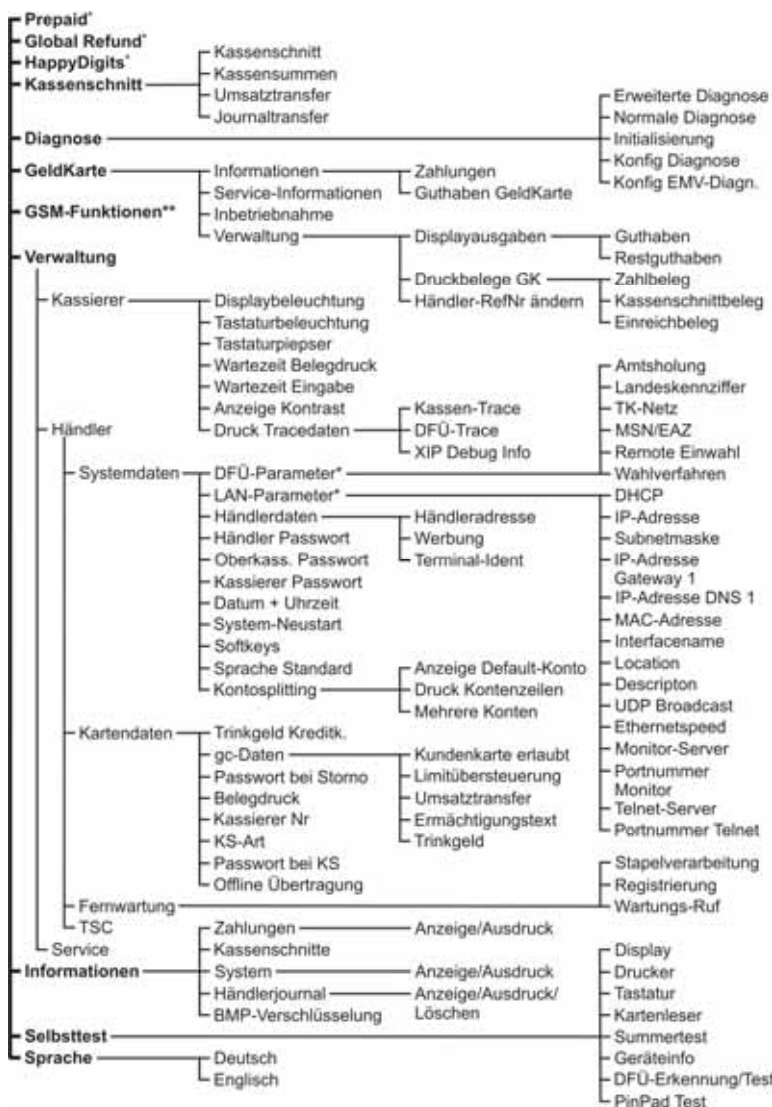 Prepaid*
Global Refund*
HappyDigits*
Kassenschnitt
Kassenschnitt
Kassensummen
Umsatztransfer
Journaltransfer
Diagnose
Erweiterte Diagnose
Normale Diagnose
Initialisierung
Konfig Diagnose
Konfig EMV-Diagn.
GeldKarte
Informationen
Zahlungen
Guthaben GeldKarte
Service-Informationen
Inbetriebnahme
Verwaltung
Displayausgaben
Guthaben
Restguthaben
Druckbelege GK
Zahlbeleg
Kassenschnittbeleg
Einreichbeleg
Händler-RefNr ändern
GSM-Funktionen**
Verwaltung
Kassierer
Displaybeleuchtung
Tastaturbeleuchtung
Tastaturpiepser
Wartezeit Belegdruck
Wartezeit Eingabe
Anzeige Kontrast
Druck Tracedaten
Kassen-Trace
DFÜ-Trace
XIP Debug Info
Händler
Systemdaten
DFÜ-Parameter*
Amtsholung
Landeskennziffer
TK-Netz
MSN/EAZ
Remote Einwahl
Wahlverfahren
LAN-Parameter*
DHCP
IP-Adresse
Subnetmaske
IP-Adresse
Gateway 1
IP-Adresse DNS 1
MAC-Adresse
Interfacename
Location
Descripton
UDP Broadcast
Ethernetspeed
Monitor-Server
Portnummer
Monitor
Telnet-Server
Portnummer Telnet
Händlerdaten
Händleradresse
Werbung
Terminal-Ident
Händler Passwort
Oberkass. Passwort
Kassierer Passwort
Datum + Uhrzeit
System-Neustart
Softkeys
Sprache Standard
Kontosplitting
Anzeige Default-Konto
Druck Kontenzeilen
Mehrere Konten
Kartendaten
Trinkgeld Kreditk.
gc-Daten
Kundenkarte erlaubt
Limitübersteuerung
Umsatztransfer
Ermächtigungstext
Trinkgeld
Passwort bei Storno
Belegdruck
Kassierer Nr
KS-Art
Passwort bei KS
Offline Übertragung
Fernwartung
Stapelverarbeitung
Registrierung
Wartungs-Ruf
TSC
Service
Informationen
Zahlungen
Anzeige/Ausdruck
Kassenschnitte
System
Anzeige/Ausdruck
Händlerjournal
Anzeige/Ausdruck/
Löschen
BMP-Verschlüsselung
Selbsttest
Display
Drucker
Tastatur
Kartenleser
Summertest
Geräteinfo
DFÜ-Erkennung/Test
PinPad Test
Sprache
Deutsch
Englisch